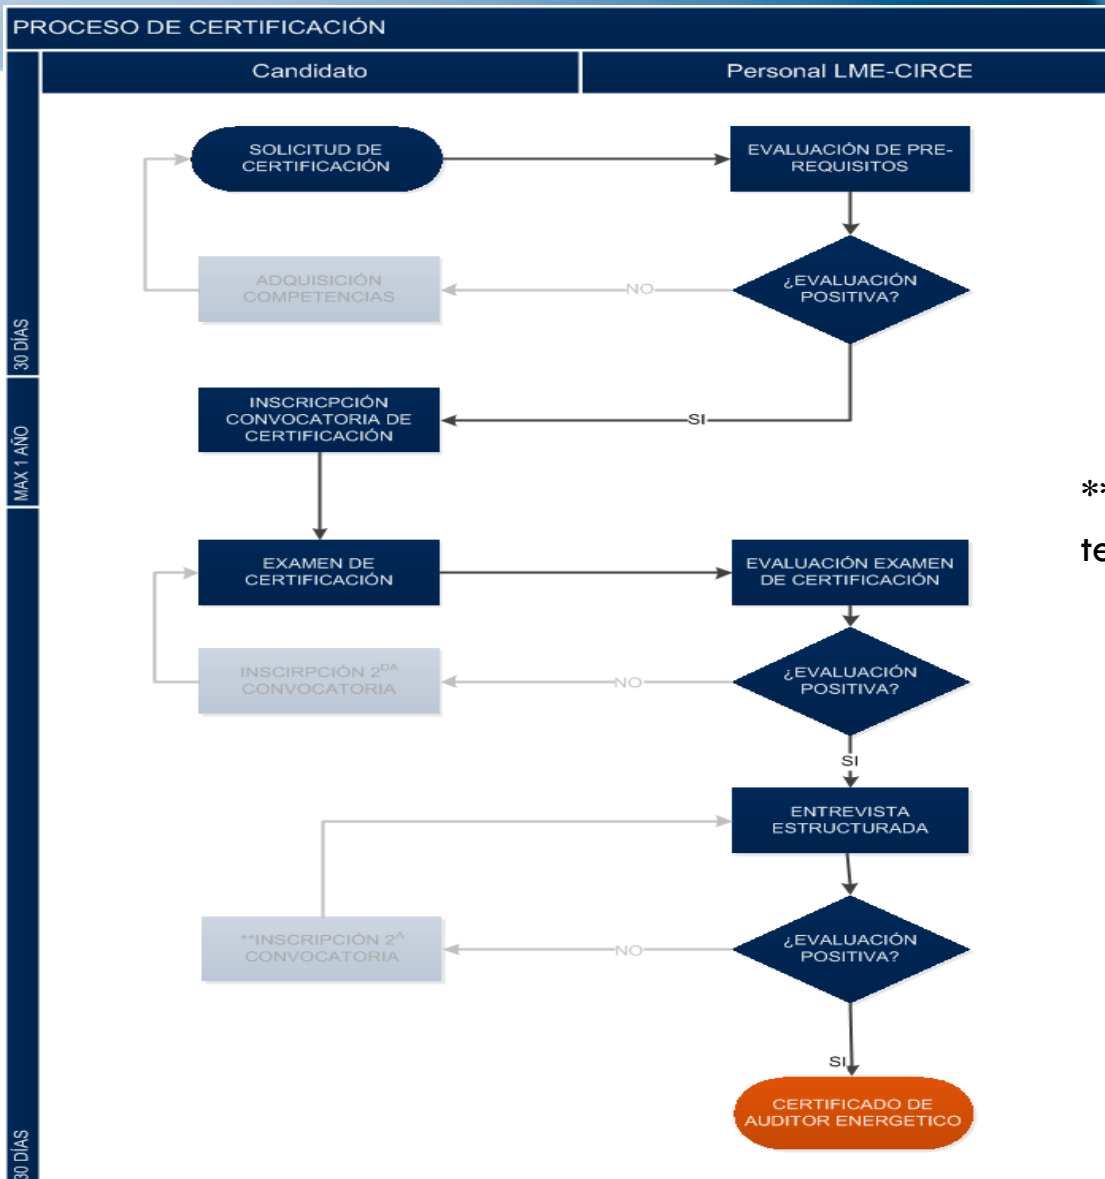 PROCESO DE CERTIFICACIÓN
Candidato
Personal LME-CIRCE
SOLICITUD DE
CERTIFICACIÓN
EVALUACIÓN DE PRE-
REQUISITOS
ADQUISICIÓN
COMPETENCIAS
NO
¿EVALUACIÓN
POSITIVA?
30 DÍAS
INSCRICPCIÓN
CONVOCATORIA DE
CERTIFICACIÓN
SI
MAX 1 AÑO
EXAMEN DE
CERTIFICACIÓN
EVALUACIÓN EXAMEN
DE CERTIFICACIÓN
INSCIRPCIÓN 2ᴰᴬ
CONVOCATORIA
NO
¿EVALUACIÓN
POSITIVA?
SI
ENTREVISTA
ESTRUCTURADA
**INSCRIPCIÓN 2ᴬ
CONVOCATORIA
NO
¿EVALUACIÓN
POSITIVA?
SI
CERTIFICADO DE
AUDITOR ENERGETICO
30 DÍAS